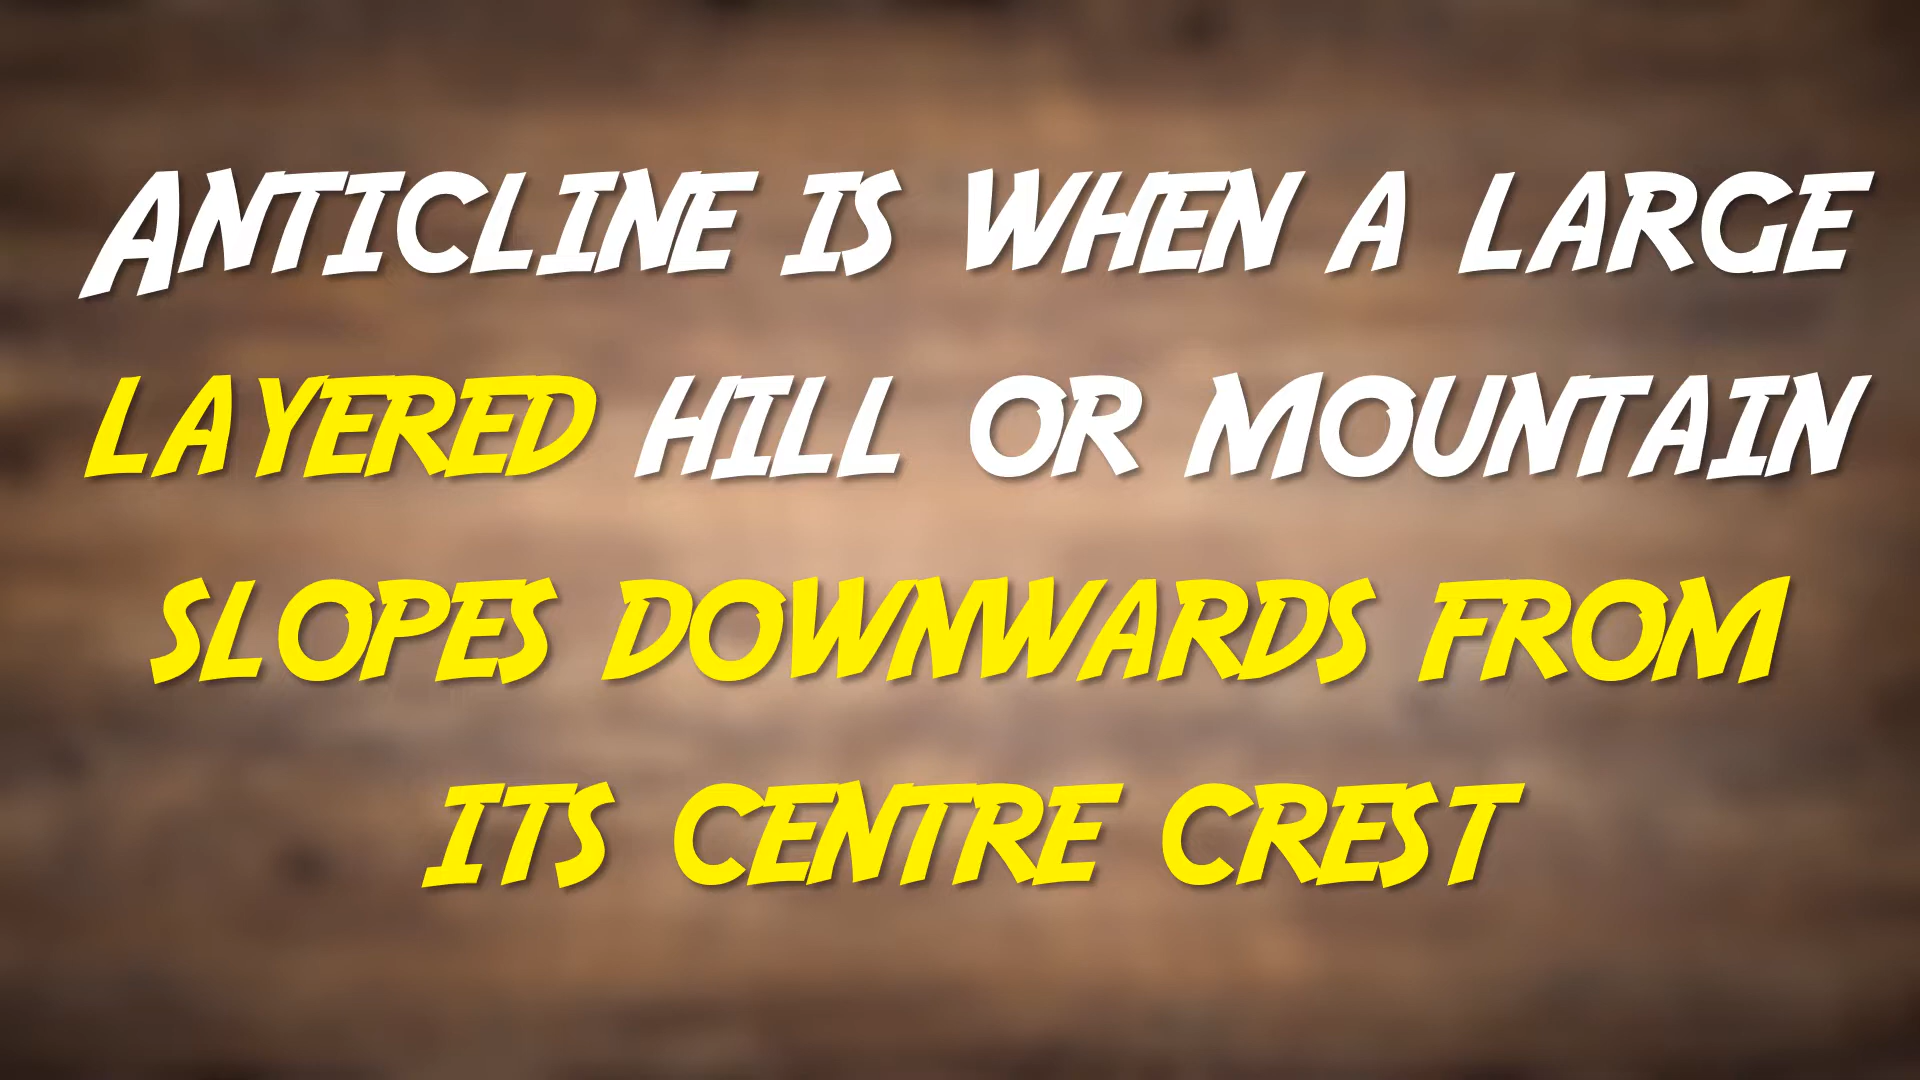 Anticline is when a large
layered hill or mountain
slopes downwards from
its centre crest